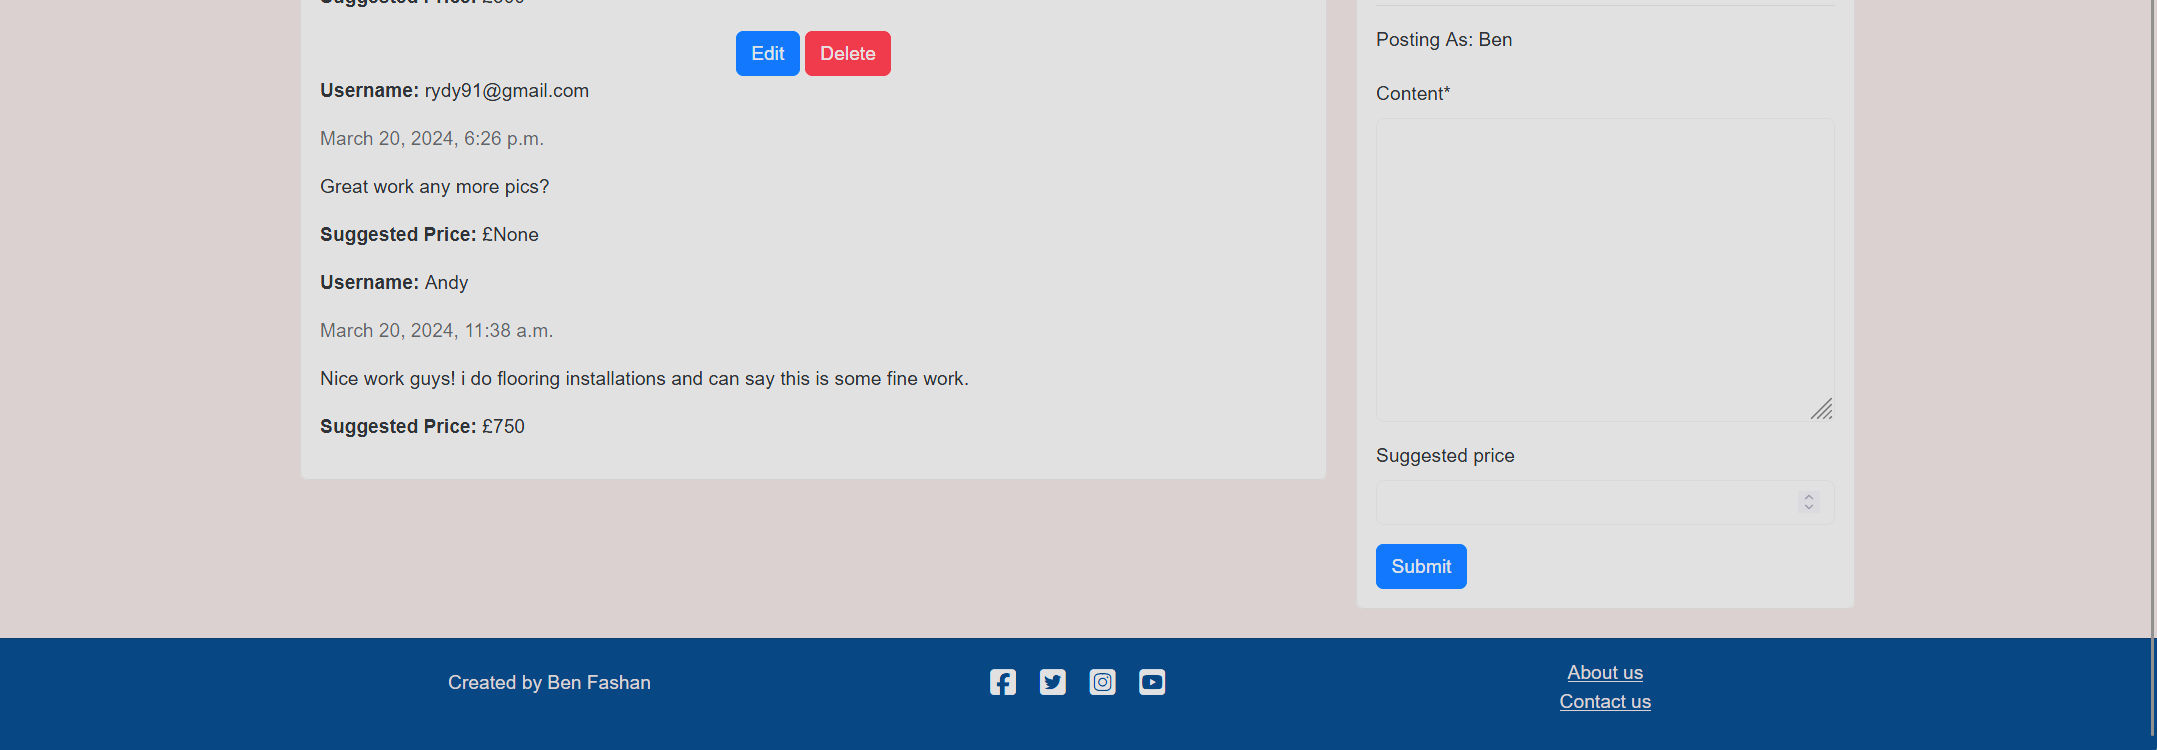 Edit Delete
Username: rydy91@gmail.com
March 20, 2024, 6:26 p.m.
Great work any more pics?
Suggested Price: £None
Username: Andy
March 20, 2024, 11:38 a.m.
Nice work guys! i do flooring installations and can say this is some fine work.
Suggested Price: £750
Posting As: Ben
Content*
Suggested price
Submit
Created by Ben Fashan
About us
Contact us